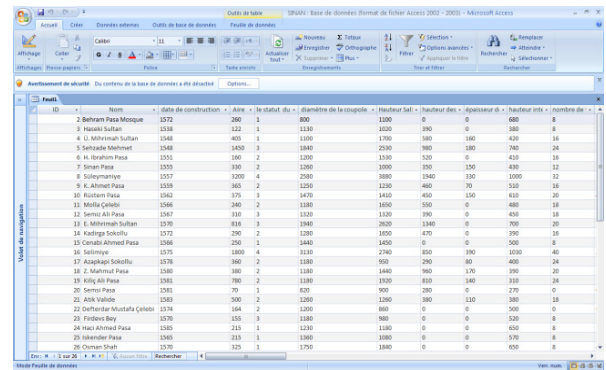 Outils de table
SINAN : Base de données (format de fichier Access 2002 - 2003) - Microsoft Access
Accueil Créer Données externes Outils de base de données Feuille de données
Calibri 11
Nouveau Totaux
Enregistrer Orthographe
Supprimer Plus
Sélection
Options avancées
Appliquer le filtre
Remplacer
Atteindre
Sélectionner
Affichage Coller Actualiser tout Filtrer Rechercher
Affichages Presse-papiers Police Texte enrichi Enregistrements Trier et filtrer Rechercher
Avertissement de sécurité Du contenu de la base de données a été désactivé Options...
Feuil1
ID Nom date de construction Aire le statut du diamètre de la coupole Hauteur hauteur des épaisseur d hauteur inte nombre de
2 Behram Pasa Mosque 1572 260 1 800 1100 0 0 680 8
3 Haseki Sultan 1538 122 1 1130 1020 390 0 380 8
4 Ü. Mihrimah Sultan 1548 405 1 1100 1700 580 160 420 16
5 Sehzade Mehmet 1548 1450 3 1840 2530 980 180 740 24
6 H. Ibrahim Pasa 1551 160 2 1200 1530 520 0 410 16
7 Sinan Pasa 1555 330 2 1260 1000 350 150 430 12
8 Süleymaniye 1557 3200 4 2580 3880 1940 330 1000 32
9 K. Ahmet Pasa 1559 365 2 1250 1230 460 70 510 16
10 Rüstem Pasa 1562 375 3 1470 1410 450 150 610 20
11 Molla Çelebi 1566 240 2 1180 1650 550 0 480 18
12 Semiz Ali Pasa 1567 310 3 1320 1320 390 0 450 18
13 E. Mihrimah Sultan 1570 816 3 1940 2620 1340 0 700 20
14 Kadirga Sokollu 1572 290 2 1280 1650 470 0 390 16
15 Cenabi Ahmed Pasa 1566 250 1 1440 1450 0 0 500 8
16 Selimiye 1575 1800 4 3130 2740 850 390 1030 40
17 Azapkapi Sokollu 1578 360 2 1180 950 290 80 400 24
18 Z. Mahmut Pasa 1580 380 2 1180 1440 960 170 390 20
19 Kiliç Ali Pasa 1581 780 2 1180 1920 810 140 310 24
20 Semsi Pasa 1581 70 1 820 900 280 0 270 0
21 Atik Valide 1583 500 2 1260 1260 380 110 380 18
22 Defterdar Mustafa Çelebi 1574 164 2 1200 860 0 0 500 0
23 Firdevs Bey 1570 155 3 1180 980 0 0 520 8
24 Haci Ahmed Pasa 1585 215 1 1230 1180 0 0 650 8
25 1585 215 1 1360 1080 0 0 570 8
26 Osman Shah 1570 325 1 1750 1840 0 0 650 8
Volet de navigation
Enr : 1 sur 26 Aucun filtre Rechercher
Mode Feuille de données Verr. num.